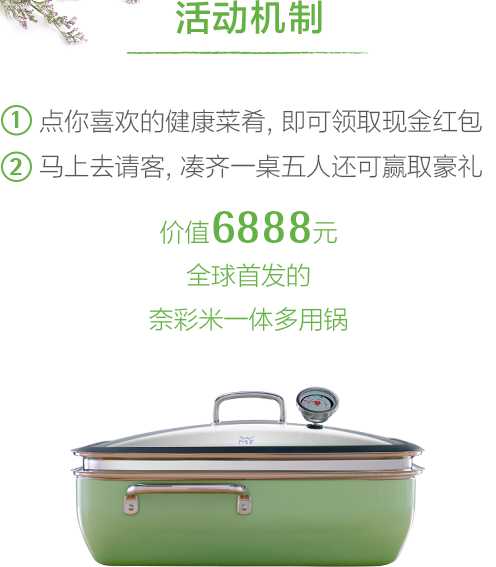 活动机制
① 点你喜欢的健康菜肴, 即可领取现金红包
② 马上去请客, 凑齐一桌五人还可赢取豪礼
价值6888元
全球首发的
奈彩米一体多用锅